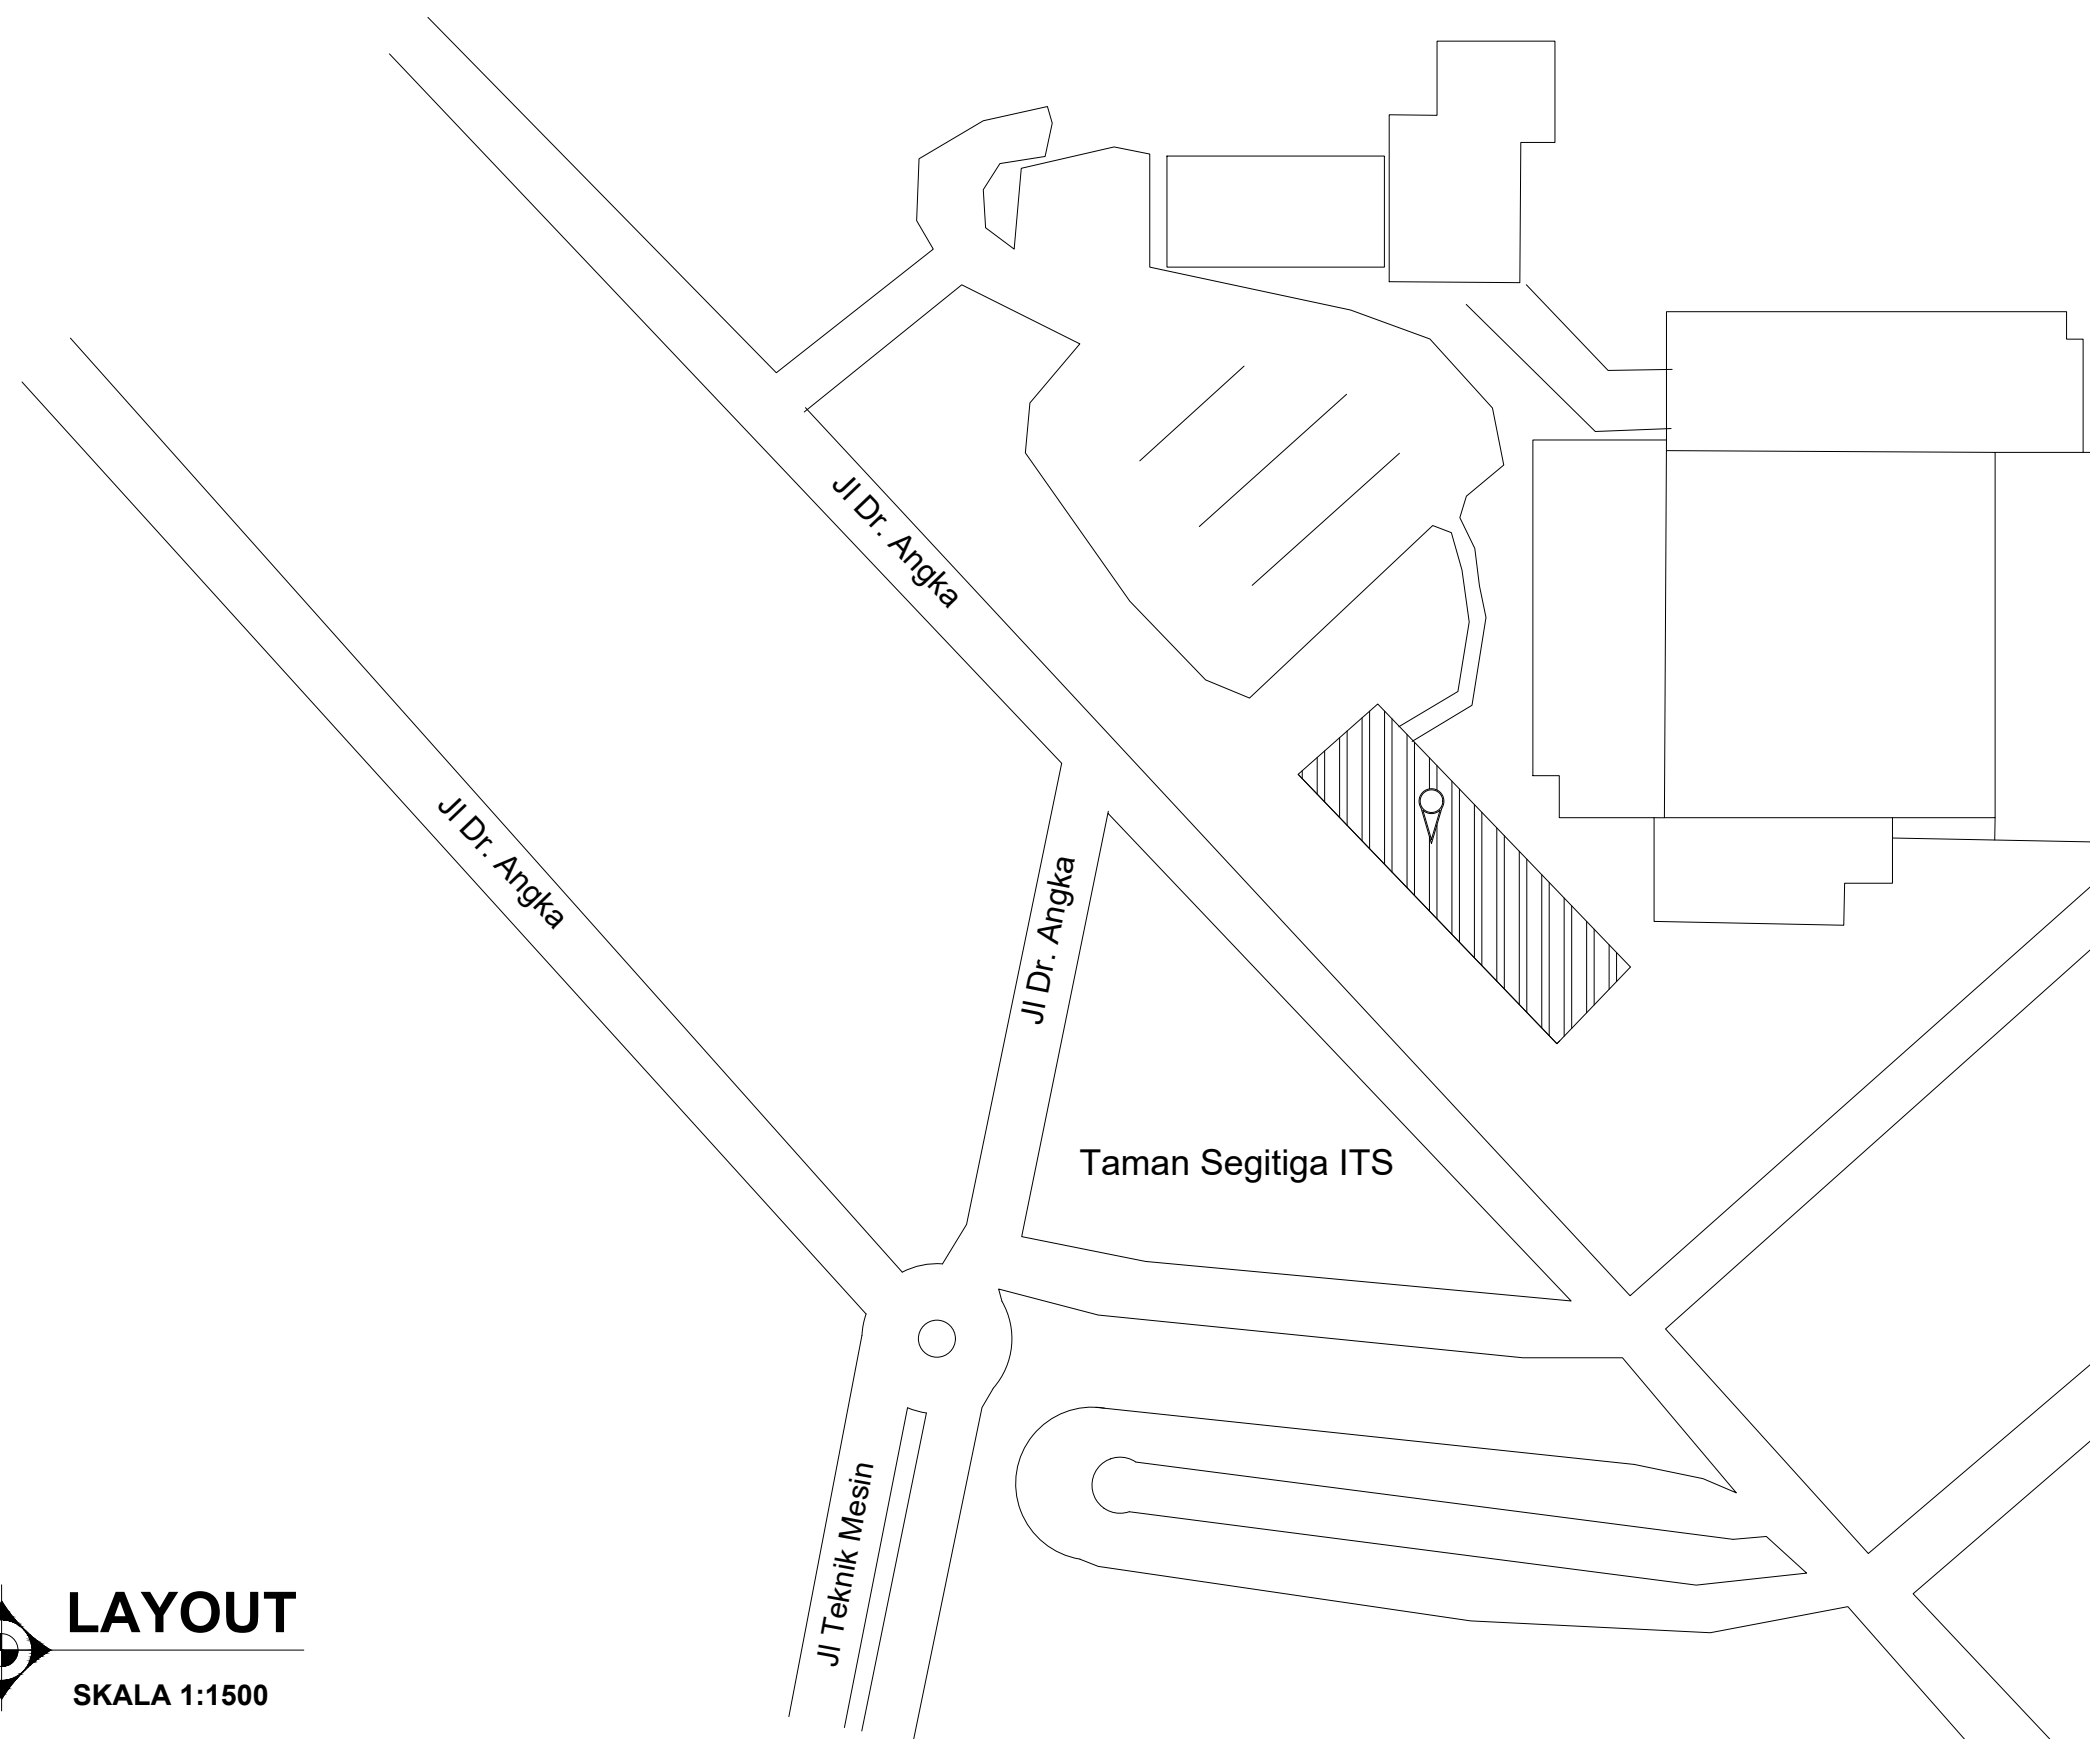 Jl Dr. Angka
Jl Dr. Angka
Jl Dr. Angka
Taman Segitiga ITS
Jl Teknik Mesin
LAYOUT
SKALA 1:1500